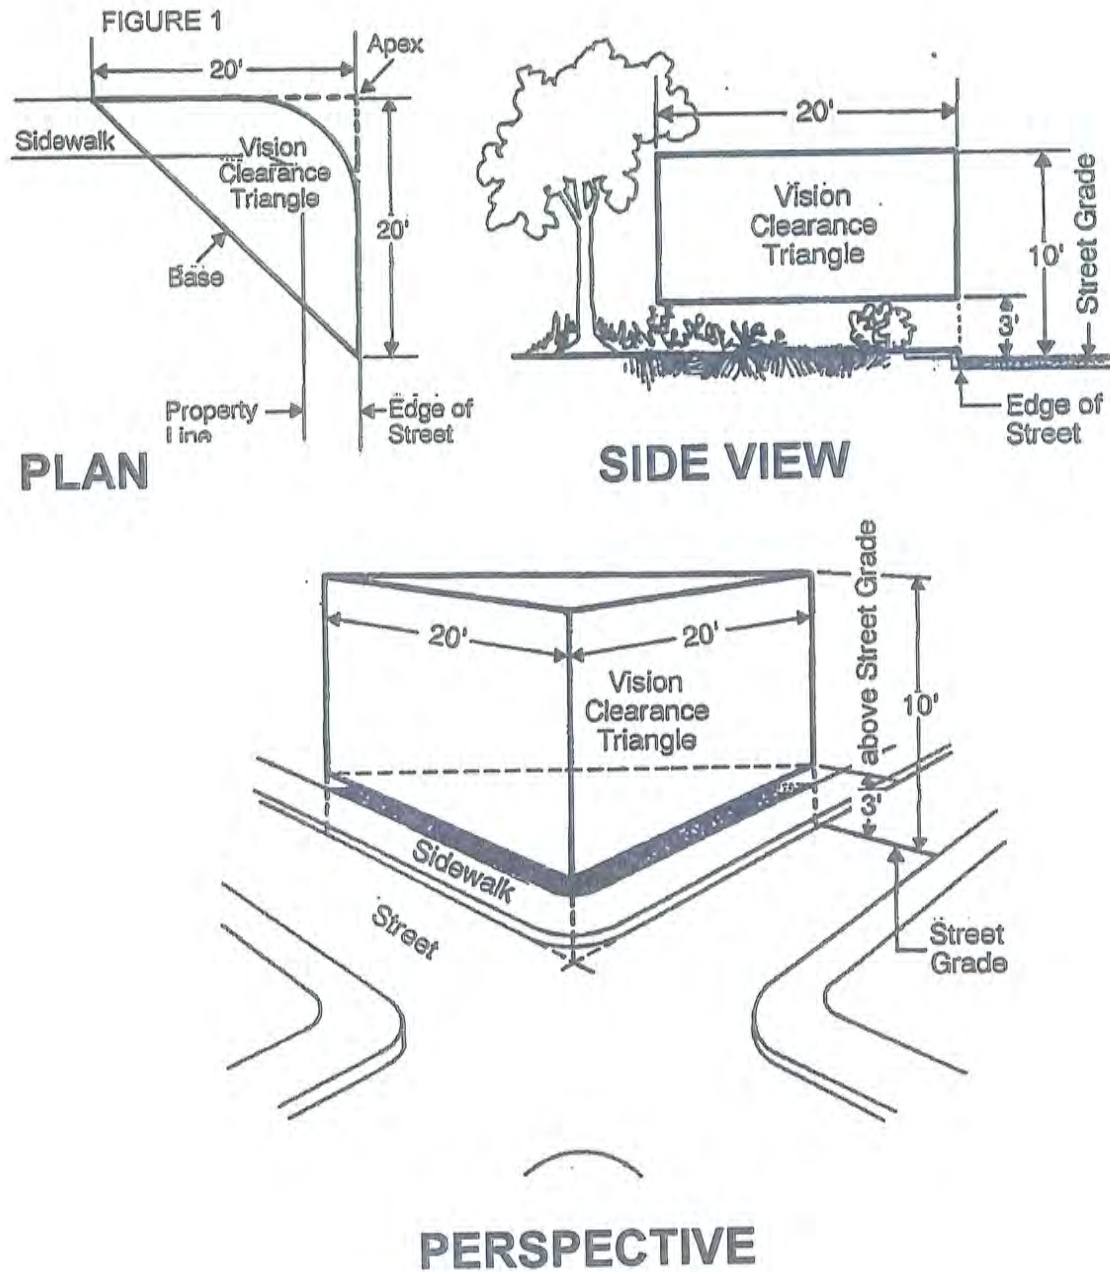 FIGURE 1
Apex
20'
Sidewalk
Vision
Clearance
Triangle
20'
Base
Property
Line
Edge of
Street
PLAN
20'
Vision
Clearance
Triangle
10'
3'
Street Grade
Edge of
Street
SIDE VIEW
20'
20'
Vision
Clearance
Triangle
3' above Street Grade
10'
Sidewalk
Street
Street
Grade
PERSPECTIVE